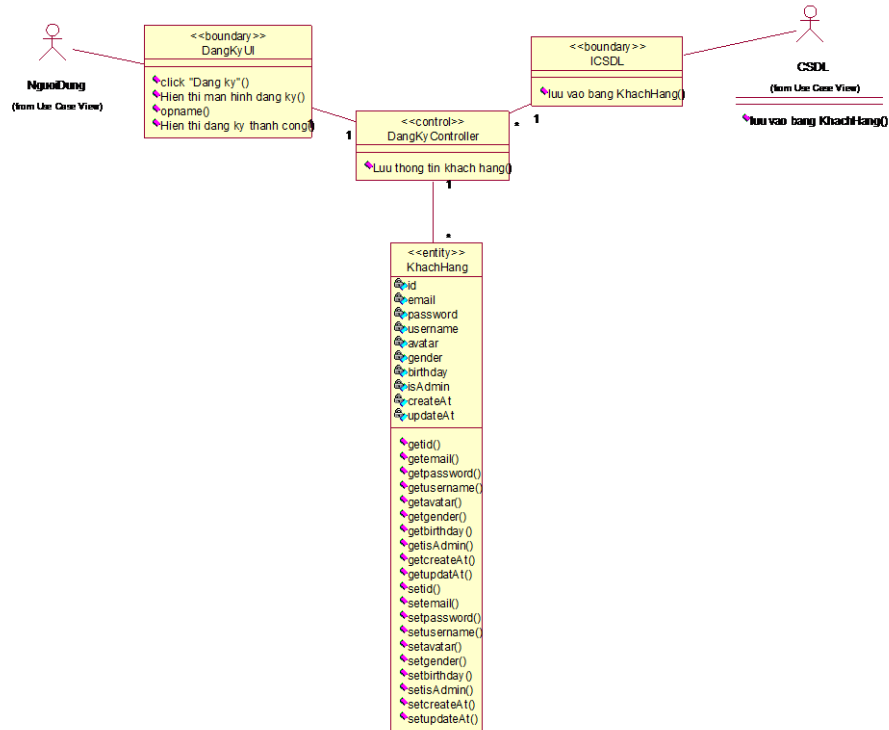 NguoiDung
(from Use Case View)
<<boundary>>
DangKyUI
click "Dang ky"()
Hien thi man hinh dang ky()
opname()
Hien thi dang ky thanh cong()
1
1
<<control>>
DangKyController
Luu thong tin khach hang()
*
1
<<boundary>>
ICSDL
luu vao bang KhachHang()
CSDL
(from Use Case View)
luu vao bang KhachHang()
1
*
<<entity>>
KhachHang
id
email
password
username
avatar
gender
birthday
isAdmin
createAt
updateAt
getid()
getemail()
getpassword()
getusername()
getavatar()
getgender()
getbirthday()
getisAdmin()
getcreateAt()
getupdatAt()
setid()
setemail()
setpassword()
setusername()
setavatar()
setgender()
setbirthday()
setisAdmin()
setcreateAt()
setupdateAt()